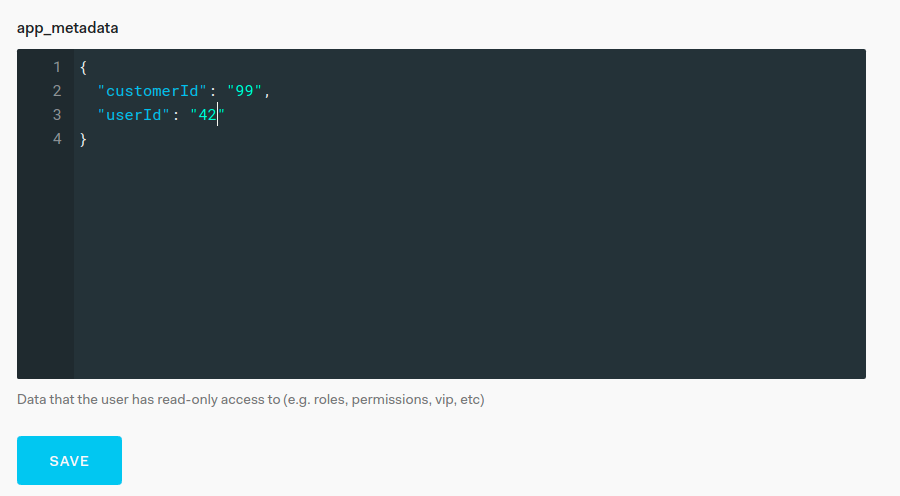 app_metadata
1 {
2 "customerId": "99",
3 "userId": "42"
4 }
Data that the user has read-only access to (e.g. roles, permissions, vip, etc)
SAVE